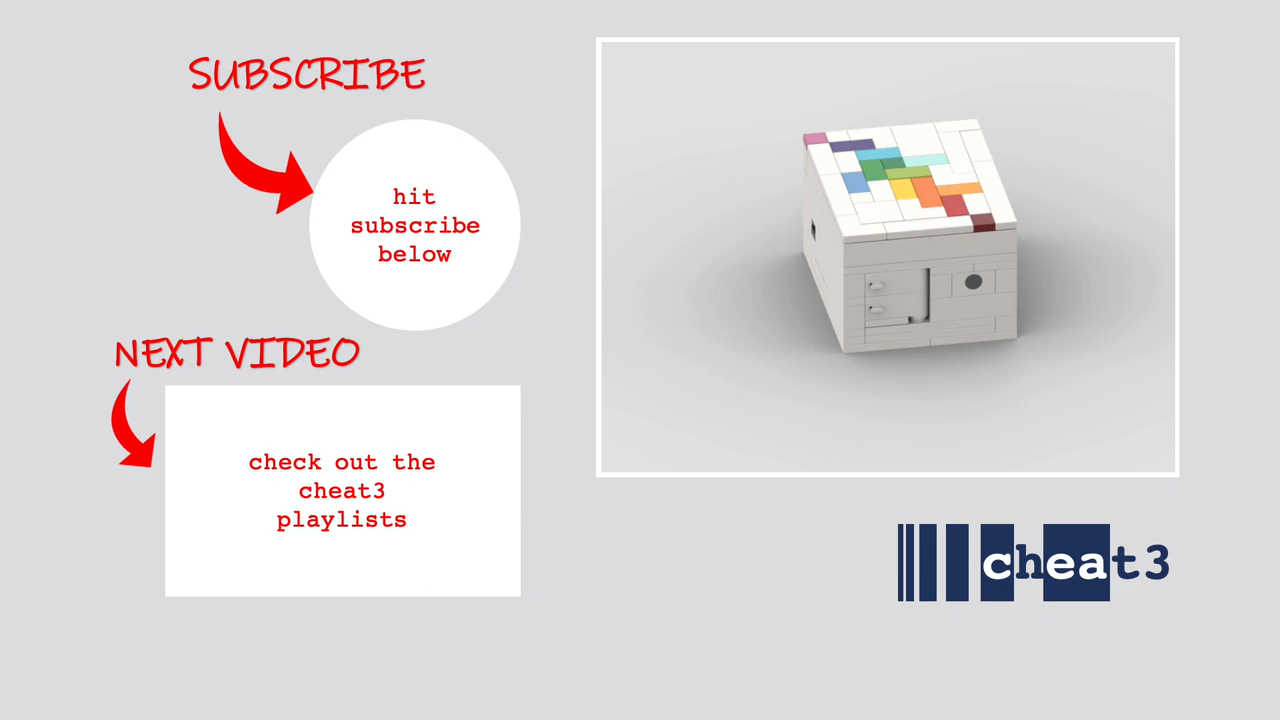 SUBSCRIBE
hit
subscribe
below
NEXT VIDEO
check out the
cheat3
playlists
cheat3